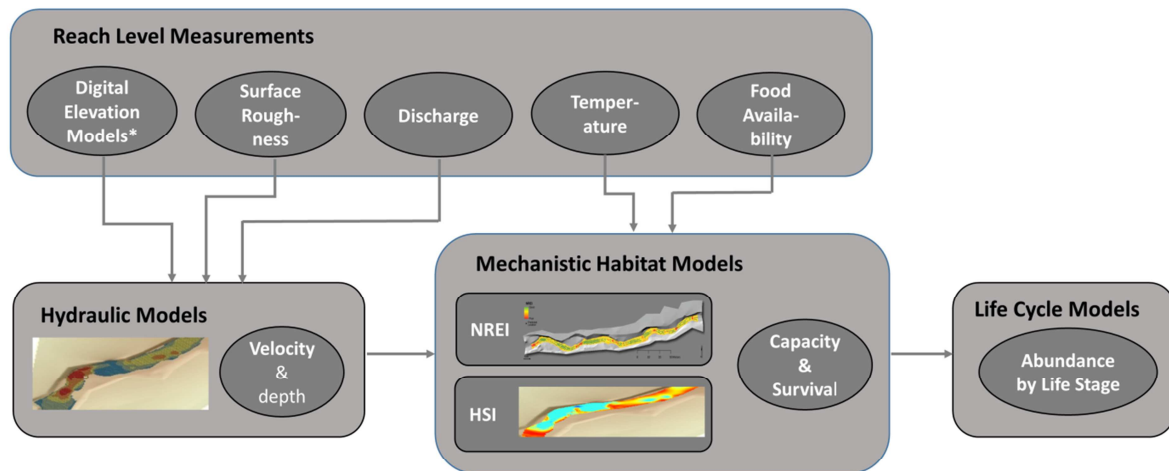 Reach Level Measurements
Digital
Elevation
Models*
Surface
Rough-
ness
Discharge
Temper-
ature
Food
Availa-
bility
Hydraulic Models
Velocity
&
depth
Mechanistic Habitat Models
NREI
HSI
Capacity
&
Survival
Life Cycle Models
Abundance
by Life Stage